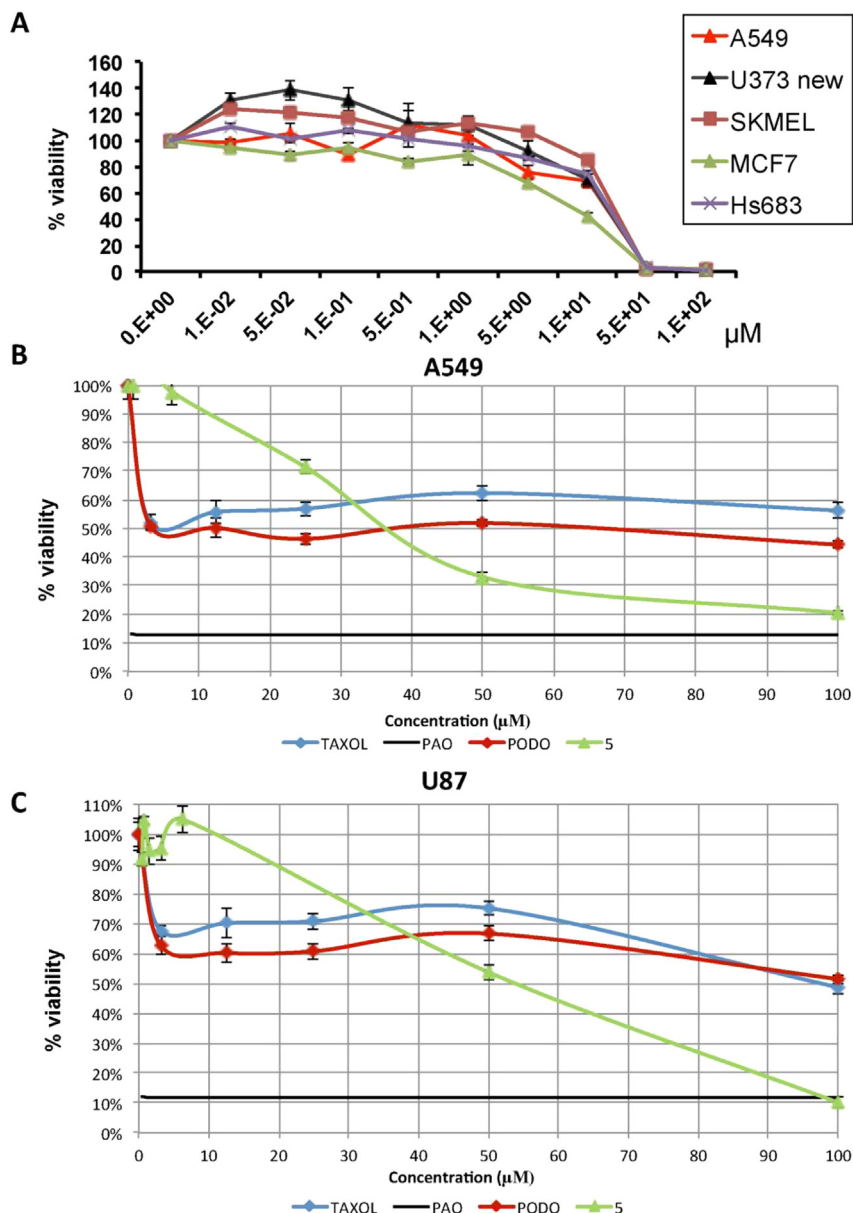 A
A549
U373 new
SKMEL
MCF7
Hs683
160
140
120
100
80
60
40
20
0
% viability
0.E+00
1.E-02
5.E-02
1.E-01
5.E-01
1.E+00
5.E+00
1.E+01
5.E+01
1.E+02
µM
B
A549
100%
90%
80%
70%
60%
50%
40%
30%
20%
10%
0%
% viability
0 10 20 30 40 50 60 70 80 90 100
Concentration (µM)
TAXOL PAO PODO 5
C
U87
110%
100%
90%
80%
70%
60%
50%
40%
30%
20%
10%
0%
% viability
0 10 20 30 40 50 60 70 80 90 100
Concentration (µM)
TAXOL PAO PODO 5